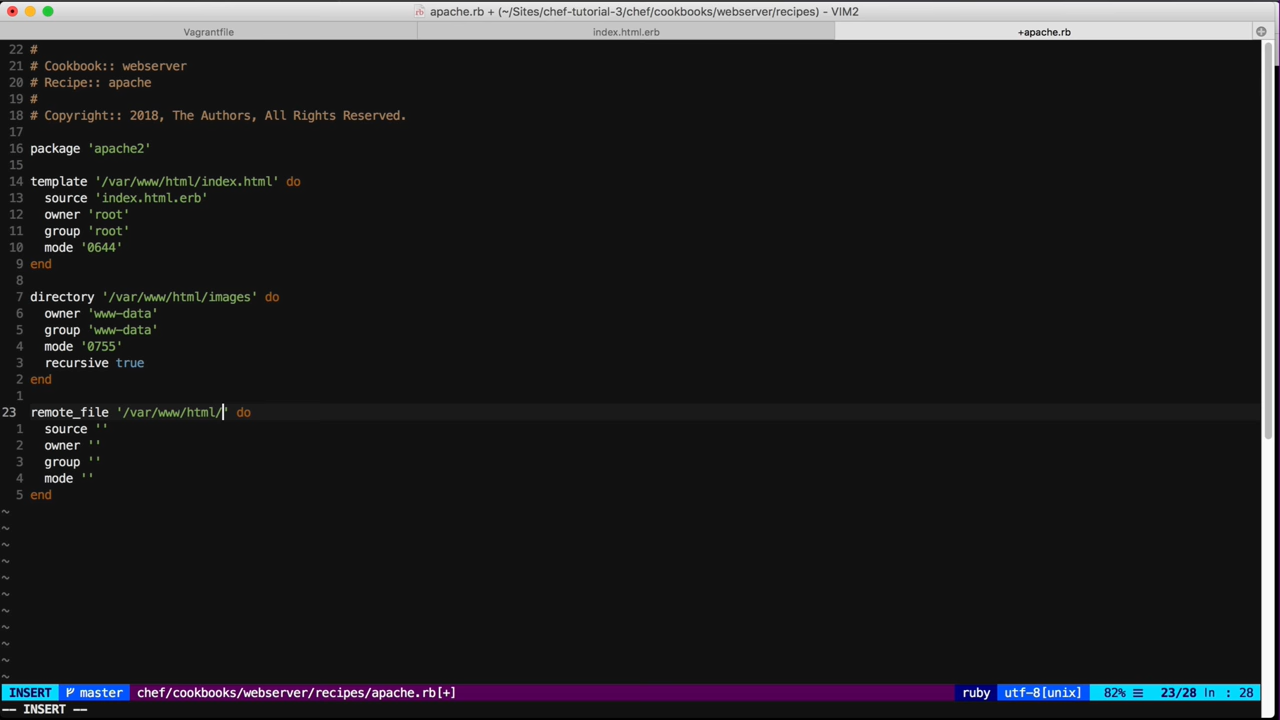 apache.rb + (~/Sites/chef-tutorial-3/chef/cookbooks/webserver/recipes) - VIM2
Vagrantfile index.html.erb +apache.rb
22 #
21 # Cookbook:: webserver
20 # Recipe:: apache
19 #
18 # Copyright:: 2018, The Authors, All Rights Reserved.
17
16 package 'apache2'
15
14 template '/var/www/html/index.html' do
13 source 'index.html.erb'
12 owner 'root'
11 group 'root'
10 mode '0644'
9 end
8
7 directory '/var/www/html/images' do
6 owner 'www-data'
5 group 'www-data'
4 mode '0755'
3 recursive true
2 end
1
23 remote_file '/var/www/html/' do
1 source ''
2 owner ''
3 group ''
4 mode ''
5 end
~
~
~
~
~
~
~
~
~
~
~
INSERT master chef/cookbooks/webserver/recipes/apache.rb[+] ruby utf-8[unix] 82% ≡ 23/28 ln : 28
-- INSERT --